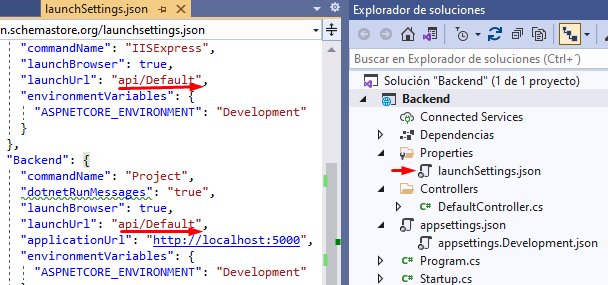 launchSettings.json
n.schemastore.org/launchsettings.json
"commandName": "IISExpress",
"launchBrowser": true,
"launchUrl": "api/Default",
"environmentVariables": {
"ASPNETCORE_ENVIRONMENT": "Development"
}
},
"Backend": {
"commandName": "Project",
"dotnetRunMessages": "true",
"launchBrowser": true,
"launchUrl": "api/Default",
"applicationUrl": "http://localhost:5000",
"environmentVariables": {
"ASPNETCORE_ENVIRONMENT": "Development"
Explorador de soluciones
Buscar en Explorador de soluciones (Ctrl+´)
Solución "Backend" (1 de 1 proyecto)
Backend
Connected Services
Dependencias
Properties
launchSettings.json
Controllers
DefaultController.cs
appsettings.json
appsettings.Development.json
Program.cs
Startup.cs